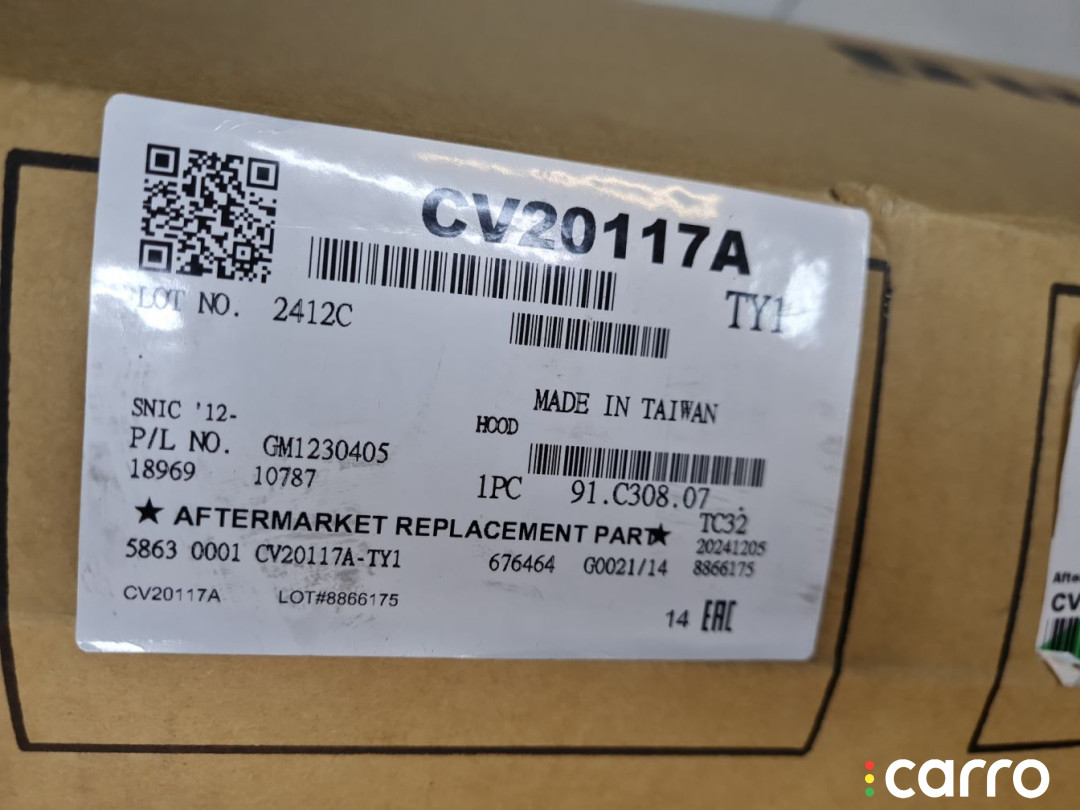 CV20117A
LOT NO. 2412C
TY1
SNIC '12-
HOOD
MADE IN TAIWAN
P/L NO. GM1230405
18969 10787
1PC 91.C308.07
★ AFTERMARKET REPLACEMENT PART★
TC32
20241205
5863 0001 CV20117A-TY1 676464 G0021/14 8866175
CV20117A LOT#8866175
14 EAC
CV
carro